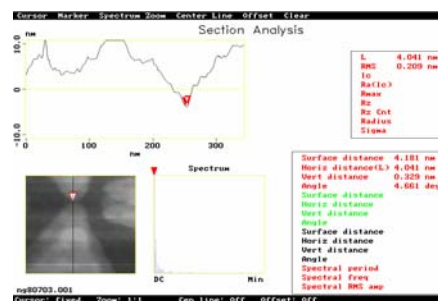 Cursor Marker Spectrum Zoom Center Line Offset Clear
Section Analysis
nm
10.0
0
-10.0
0 100 200 300
nm
L 4.041 nm
RMS 0.209 nm
lc
Ra(lc)
Rmax
Rz
Rz Cnt
Radius
Sigma
Spectrum
DC Min
Surface distance 4.181 nm
Horiz distance(L) 4.041 nm
Vert distance 0.329 nm
Angle 4.661 deg
Surface distance
Horiz distance
Vert distance
Angle
Surface distance
Horiz distance
Vert distance
Angle
Spectral period
Spectral freq
Spectral RMS amp
ng80703.001
Cursor: fixed Zoom: 1:1 Cen line: Off Offset: Off